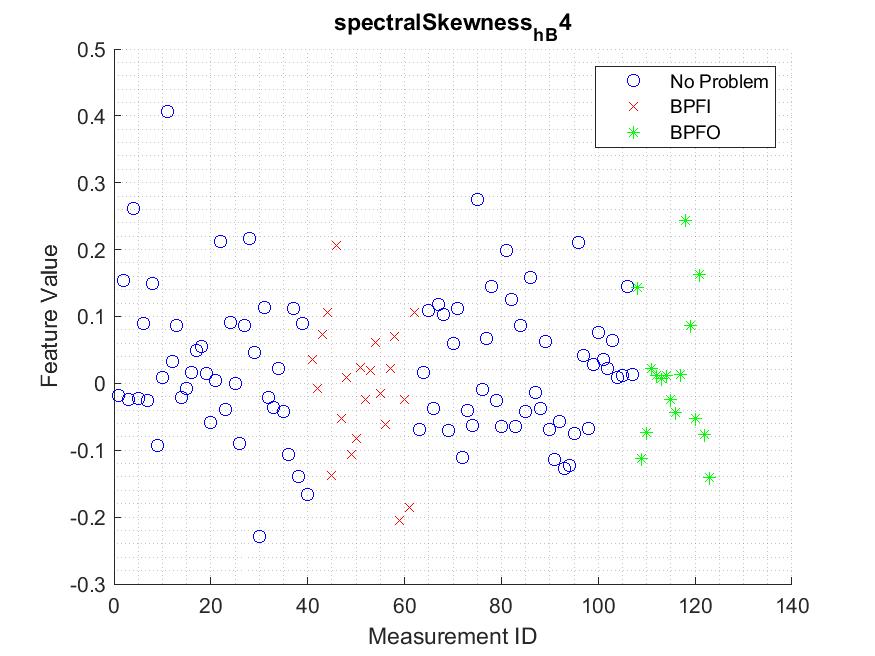 spectralSkewness_hB4
0.5
0.4
0.3
0.2
0.1
0
-0.1
-0.2
-0.3
Feature Value
No Problem
BPFI
BPFO
0 20 40 60 80 100 120 140
Measurement ID